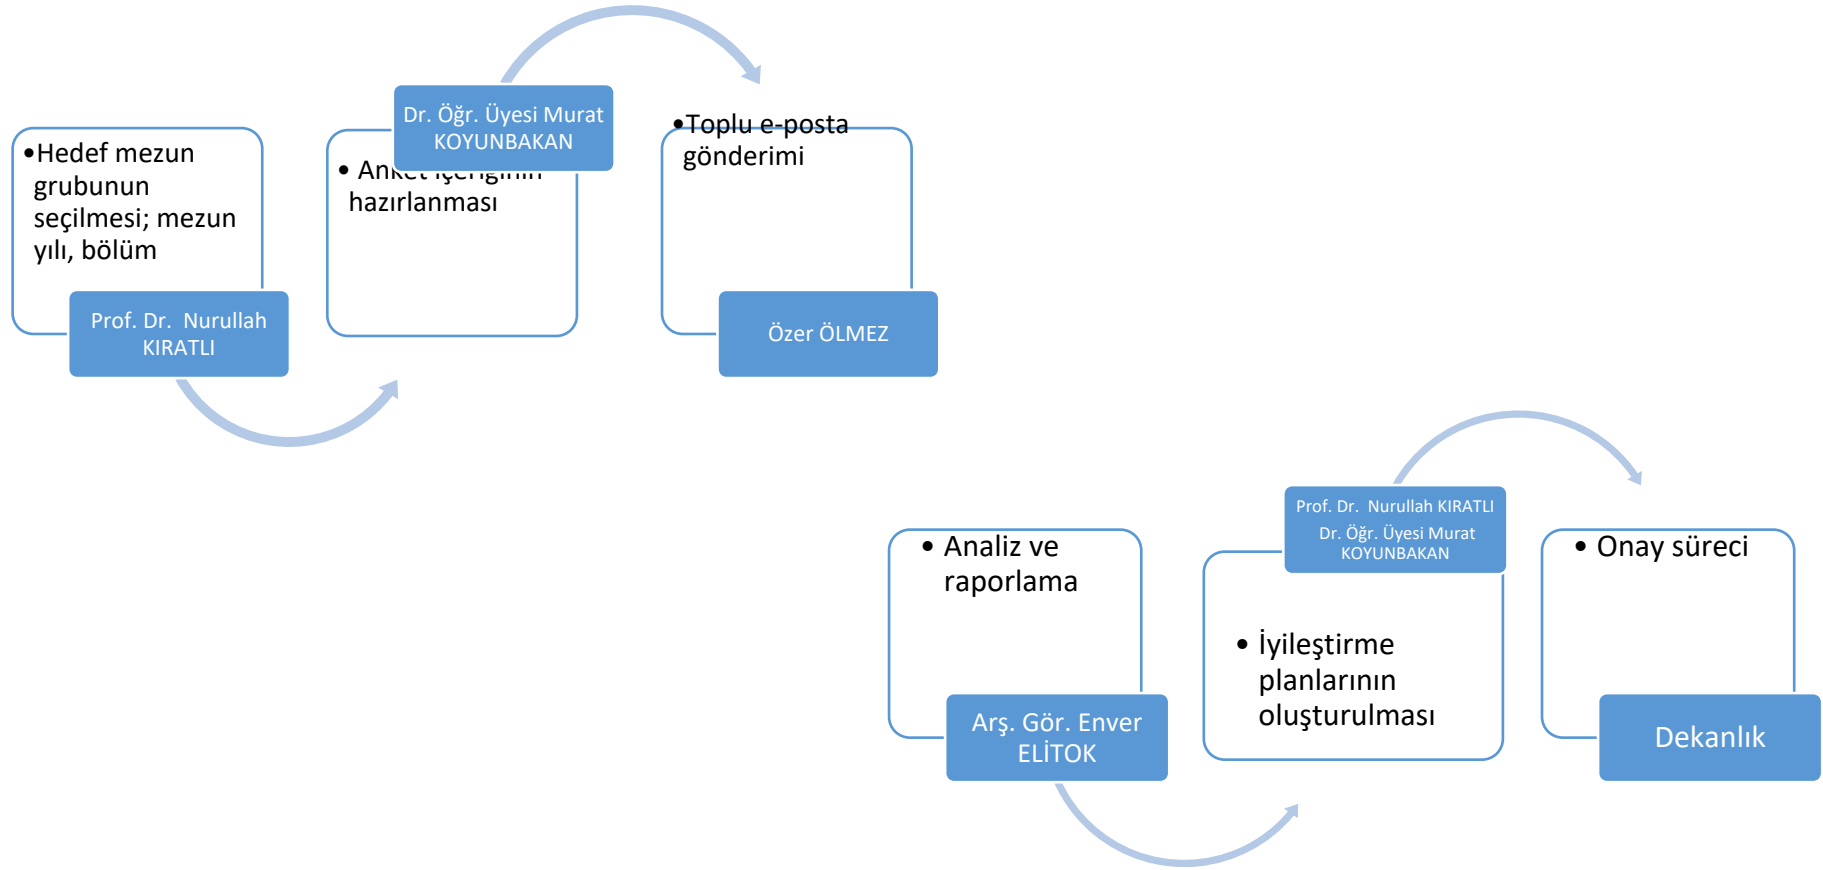 •Hedef mezun
grubunun
seçilmesi; mezun
yılı, bölüm
Prof. Dr.  Nurullah
KIRATLI
Dr. Öğr. Üyesi Murat
KOYUNBAKAN
• Anket içeriğinin
hazırlanması
•Toplu e-posta
gönderimi
Özer ÖLMEZ
• Analiz ve
raporlama
Arş. Gör. Enver
ELİTOK
Prof. Dr.  Nurullah KIRATLI
Dr. Öğr. Üyesi Murat
KOYUNBAKAN
• İyileştirme
planlarının
oluşturulması
• Onay süreci
Dekanlık